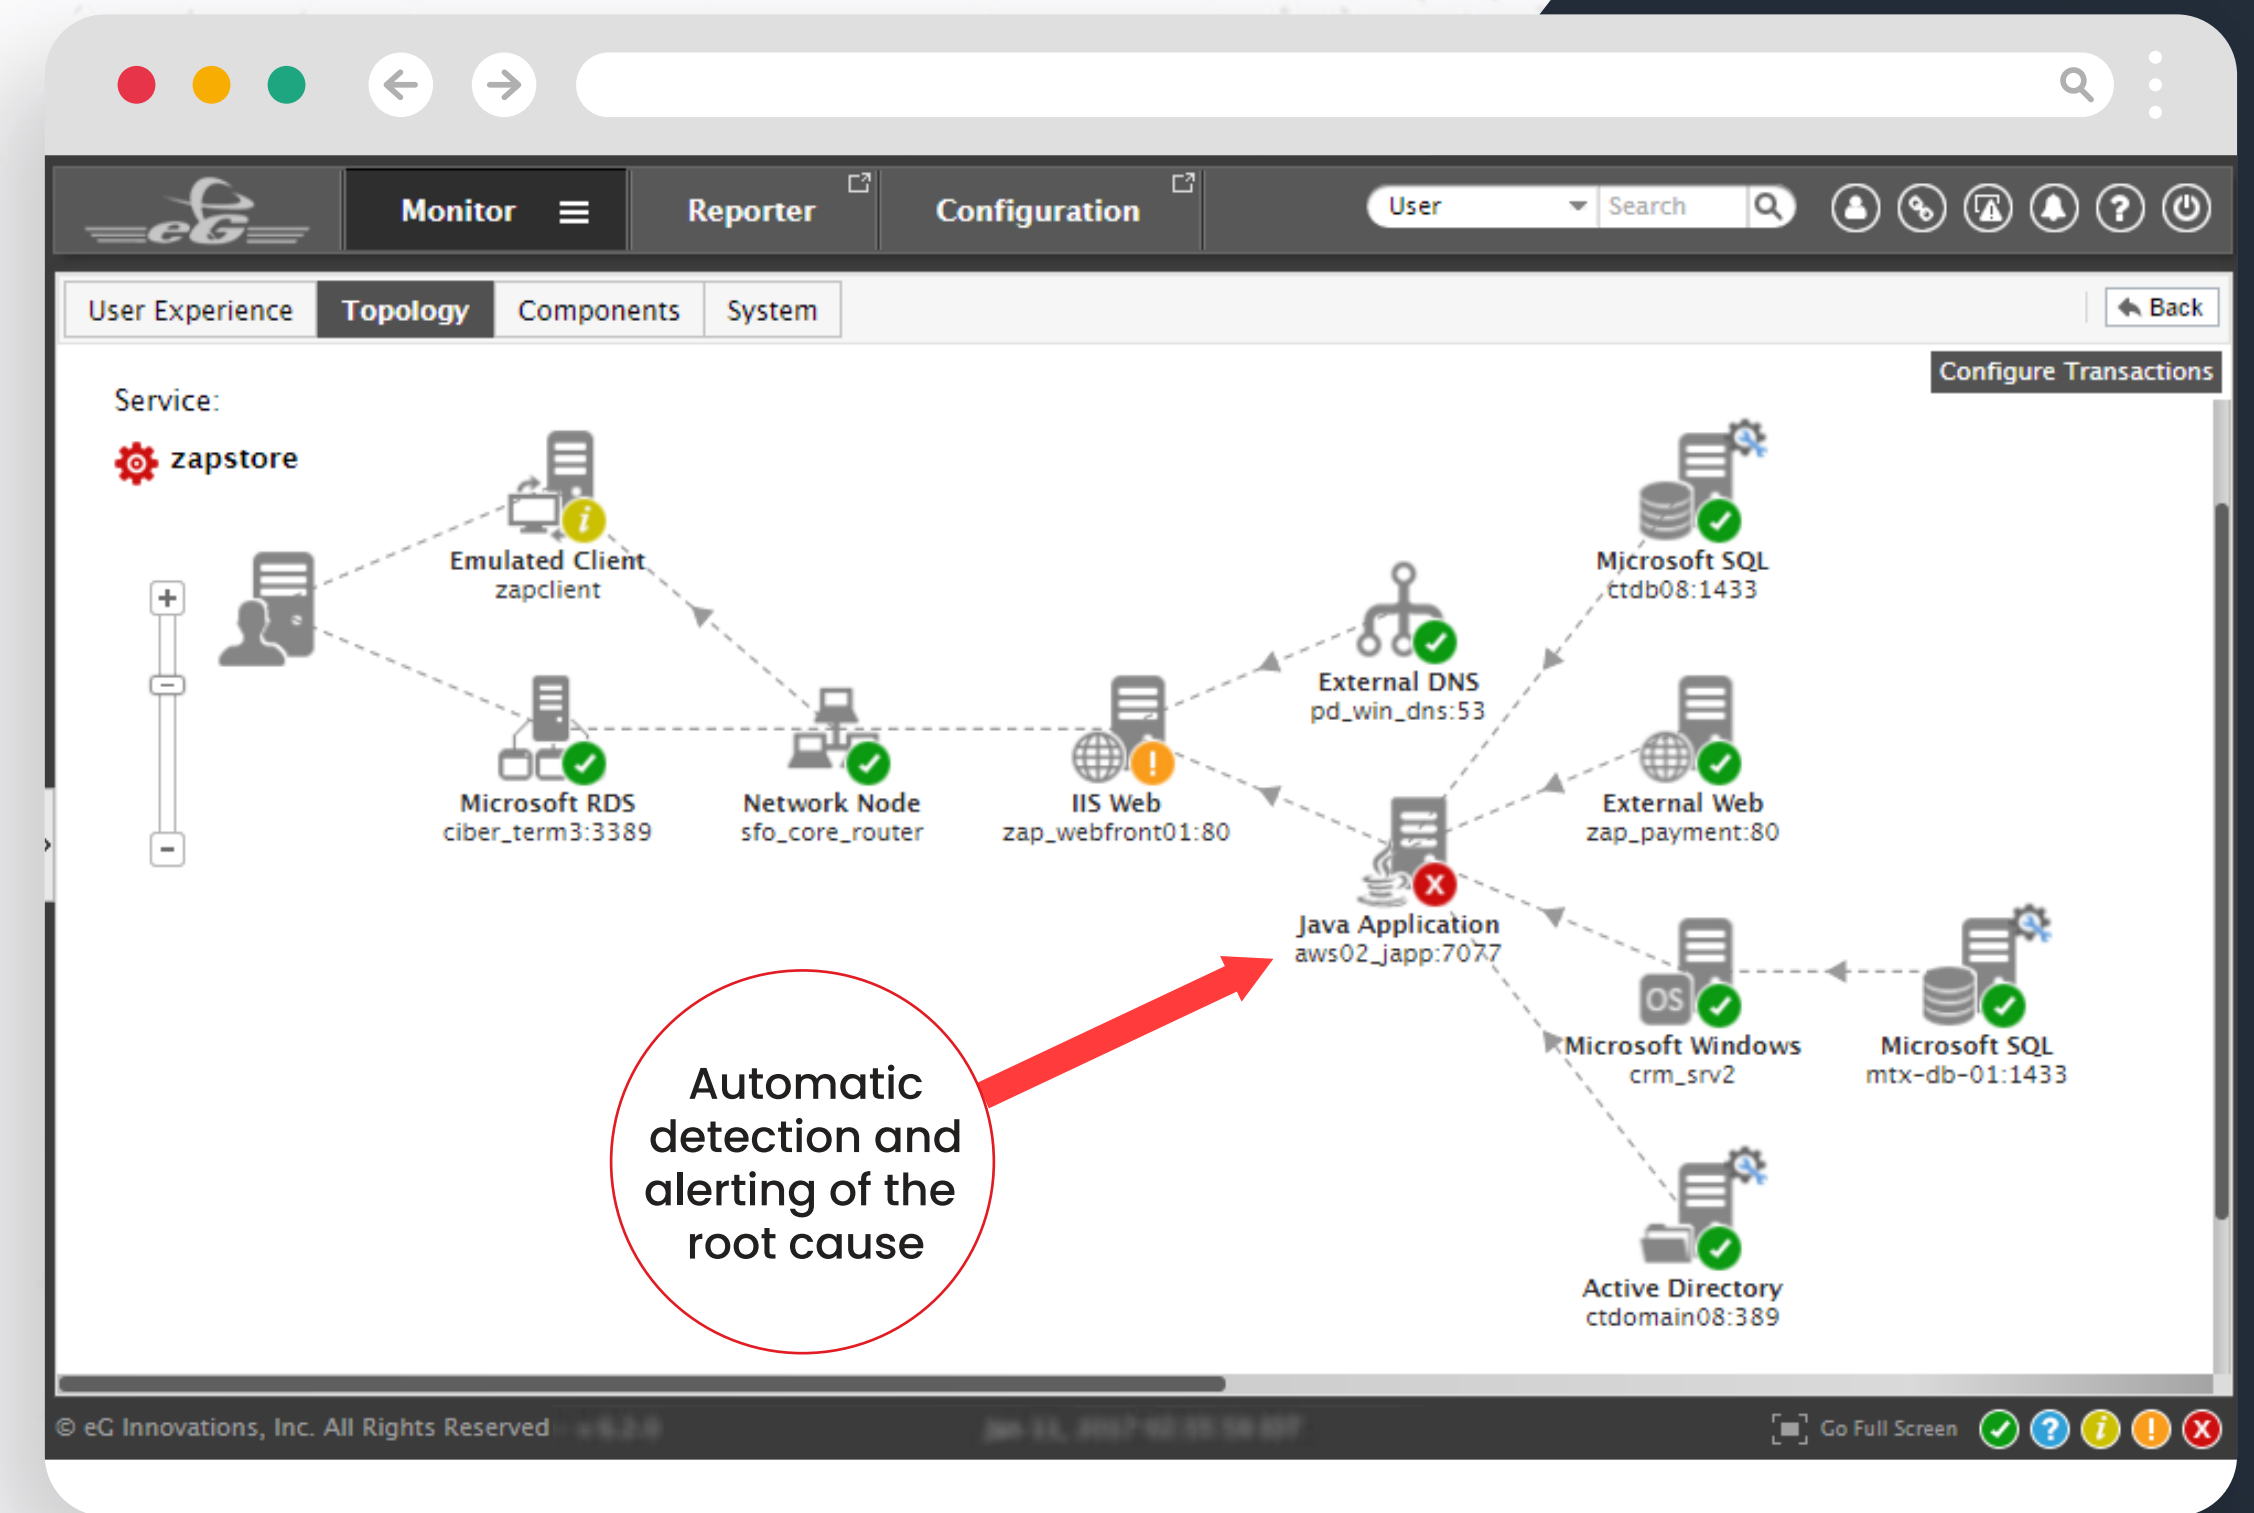 eG
Monitor
Reporter
Configuration
User
Search
User Experience
Topology
Components
System
Back
Configure Transactions
Service:
zapstore
Emulated Client
zapclient
Microsoft SQL
ctdb08:1433
External DNS
pd_win_dns:53
Microsoft RDS
ciber_term3:3389
Network Node
sfo_core_router
IIS Web
zap_webfront01:80
External Web
zap_payment:80
Java Application
aws02_japp:7077
OS
Microsoft Windows
crm_srv2
Microsoft SQL
mtx-db-01:1433
Automatic
detection and
alerting of the
root cause
Active Directory
ctdomain08:389
© eG Innovations, Inc. All Rights Reserved
Go Full Screen